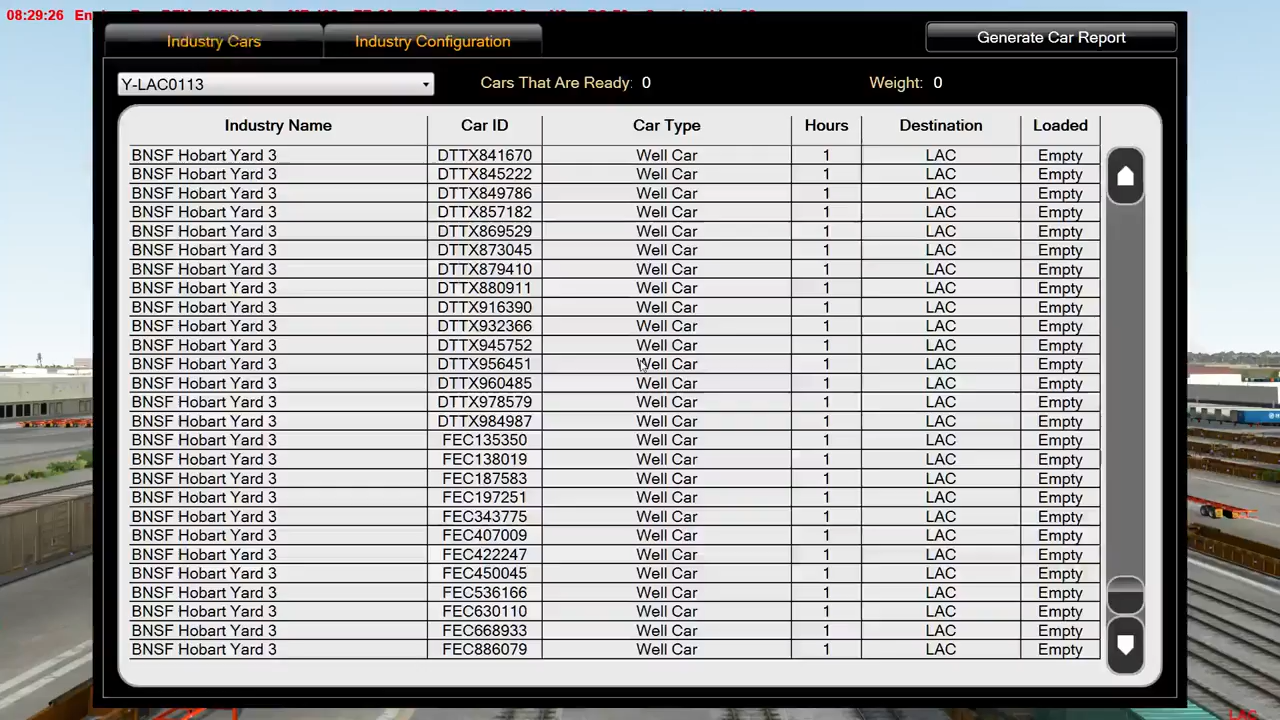 08:29:26 En
Industry Cars Industry Configuration Generate Car Report
Y-LAC0113 Cars That Are Ready: 0 Weight: 0
Industry Name Car ID Car Type Hours Destination Loaded
BNSF Hobart Yard 3 DTTX841670 Well Car 1 LAC Empty
BNSF Hobart Yard 3 DTTX845222 Well Car 1 LAC Empty
BNSF Hobart Yard 3 DTTX849786 Well Car 1 LAC Empty
BNSF Hobart Yard 3 DTTX857182 Well Car 1 LAC Empty
BNSF Hobart Yard 3 DTTX869529 Well Car 1 LAC Empty
BNSF Hobart Yard 3 DTTX873045 Well Car 1 LAC Empty
BNSF Hobart Yard 3 DTTX879410 Well Car 1 LAC Empty
BNSF Hobart Yard 3 DTTX880911 Well Car 1 LAC Empty
BNSF Hobart Yard 3 DTTX916390 Well Car 1 LAC Empty
BNSF Hobart Yard 3 DTTX932366 Well Car 1 LAC Empty
BNSF Hobart Yard 3 DTTX945752 Well Car 1 LAC Empty
BNSF Hobart Yard 3 DTTX956451 Well Car 1 LAC Empty
BNSF Hobart Yard 3 DTTX960485 Well Car 1 LAC Empty
BNSF Hobart Yard 3 DTTX978579 Well Car 1 LAC Empty
BNSF Hobart Yard 3 DTTX984987 Well Car 1 LAC Empty
BNSF Hobart Yard 3 FEC135350 Well Car 1 LAC Empty
BNSF Hobart Yard 3 FEC138019 Well Car 1 LAC Empty
BNSF Hobart Yard 3 FEC187583 Well Car 1 LAC Empty
BNSF Hobart Yard 3 FEC197251 Well Car 1 LAC Empty
BNSF Hobart Yard 3 FEC343775 Well Car 1 LAC Empty
BNSF Hobart Yard 3 FEC407009 Well Car 1 LAC Empty
BNSF Hobart Yard 3 FEC422247 Well Car 1 LAC Empty
BNSF Hobart Yard 3 FEC450045 Well Car 1 LAC Empty
BNSF Hobart Yard 3 FEC536166 Well Car 1 LAC Empty
BNSF Hobart Yard 3 FEC630110 Well Car 1 LAC Empty
BNSF Hobart Yard 3 FEC668933 Well Car 1 LAC Empty
BNSF Hobart Yard 3 FEC886079 Well Car 1 LAC Empty